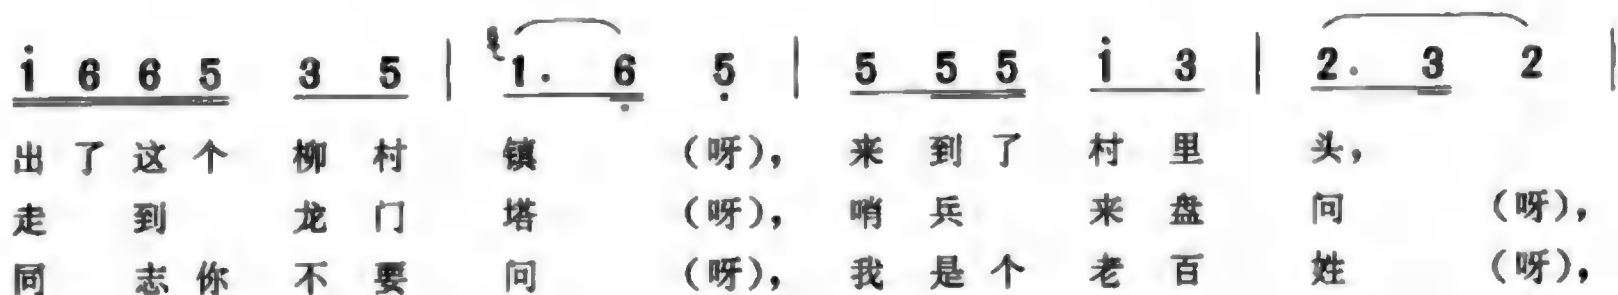 i 6 6 5 3 5 | 1. 6 5 | 5 5 5 i 3 | 2. 3 2 |
出了这个 柳村 镇 (呀), 来到了 村里 头,
走到 龙门 塔 (呀), 哨兵 来盘 问 (呀),
同志你 不要 问 (呀), 我是个 老百 姓 (呀),